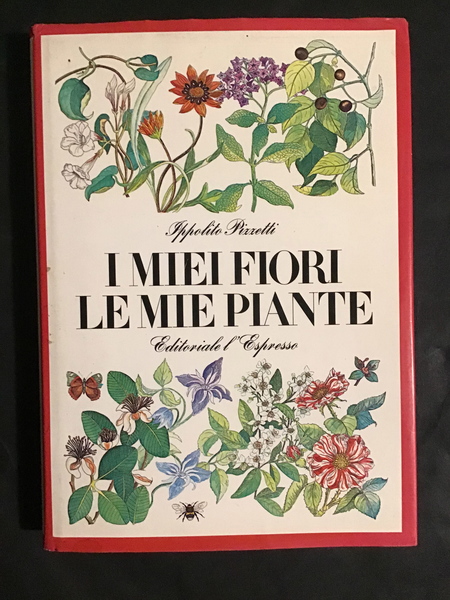 Ippolito Pizzetti
I MIEI FIORI
LE MIE PIANTE
Editoriale l'Espresso